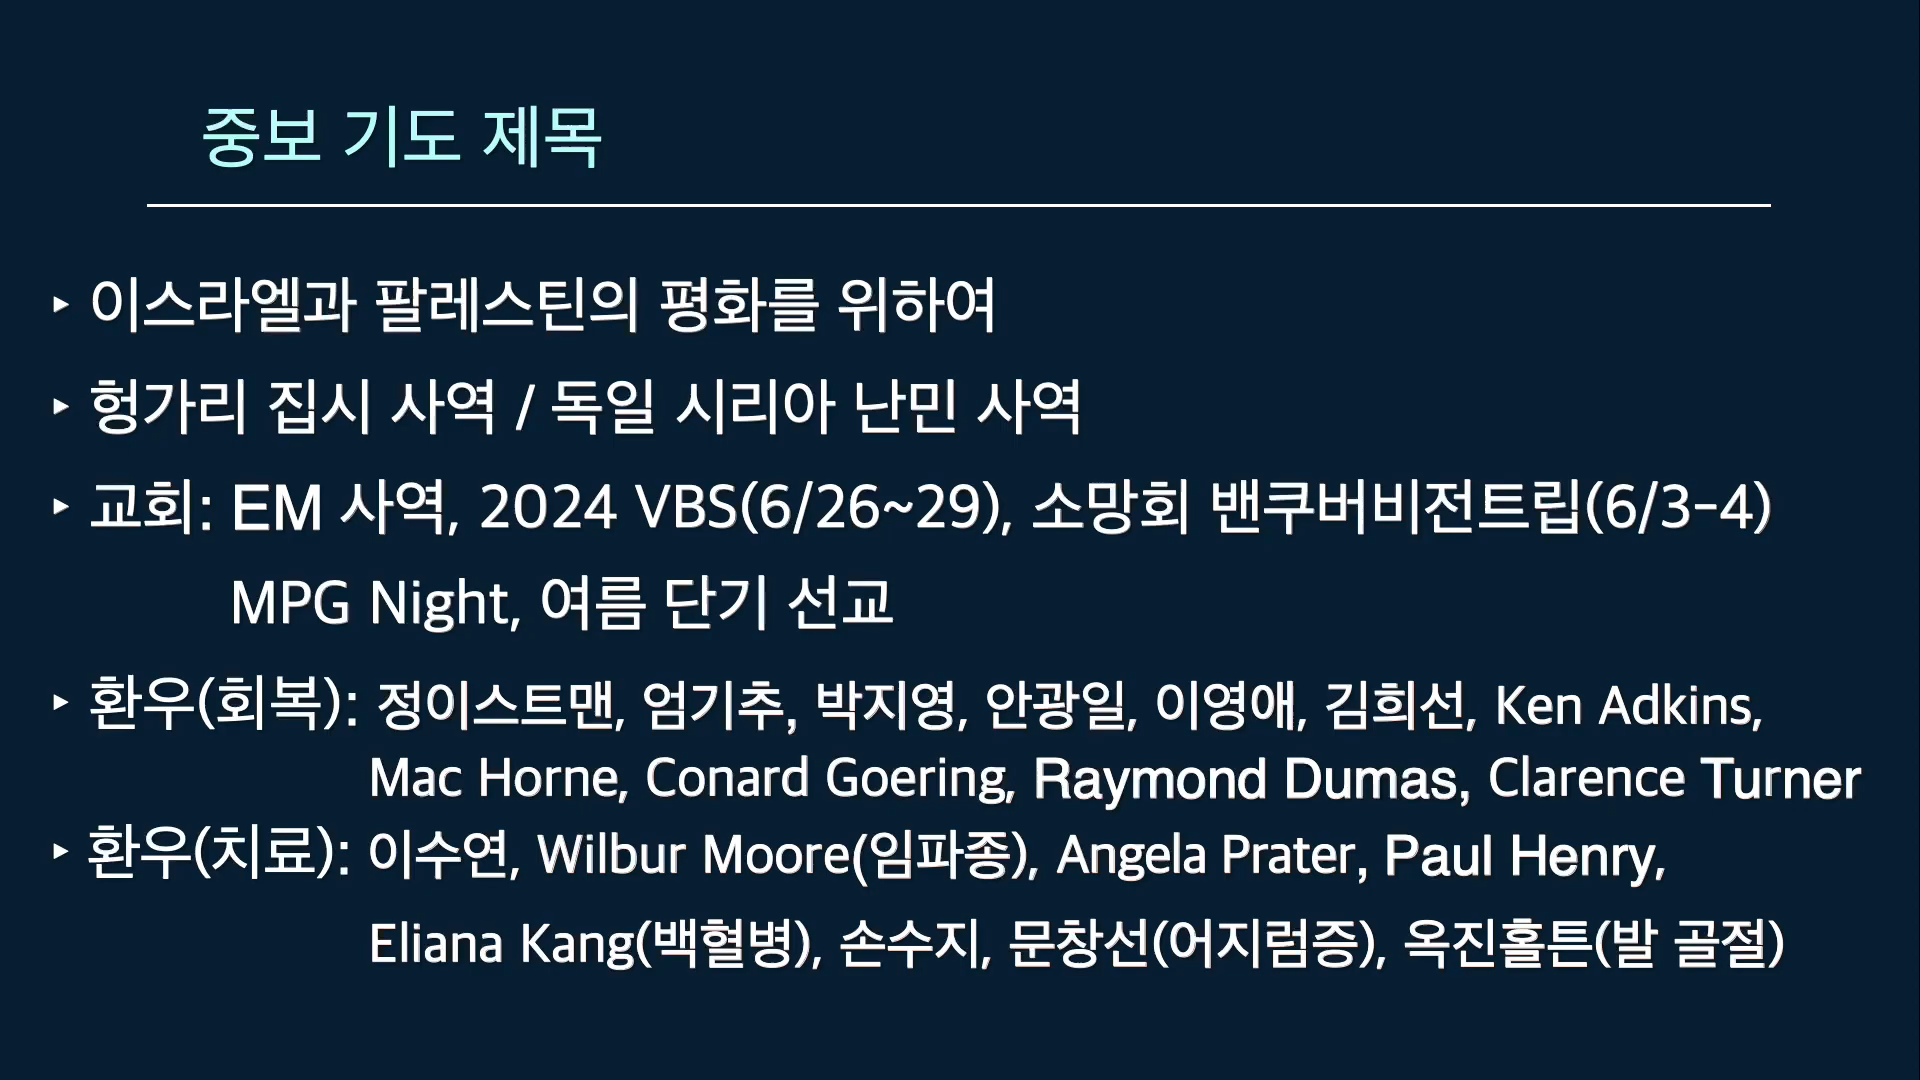 중보 기도 제목
▸ 이스라엘과 팔레스틴의 평화를 위하여
▸ 헝가리 집시 사역 / 독일 시리아 난민 사역
▸ 교회: EM 사역, 2024 VBS(6/26~29), 소망회 밴쿠버비전트립(6/3-4)
MPG Night, 여름 단기 선교
▸ 환우(회복): 정이스트맨, 엄기추, 박지영, 안광일, 이영애, 김희선, Ken Adkins,
Mac Horne, Conard Goering, Raymond Dumas, Clarence Turner
▸ 환우(치료): 이수연, Wilbur Moore(임파종), Angela Prater, Paul Henry,
Eliana Kang(백혈병), 손수지, 문창선(어지럼증), 옥진홀튼(발 골절)